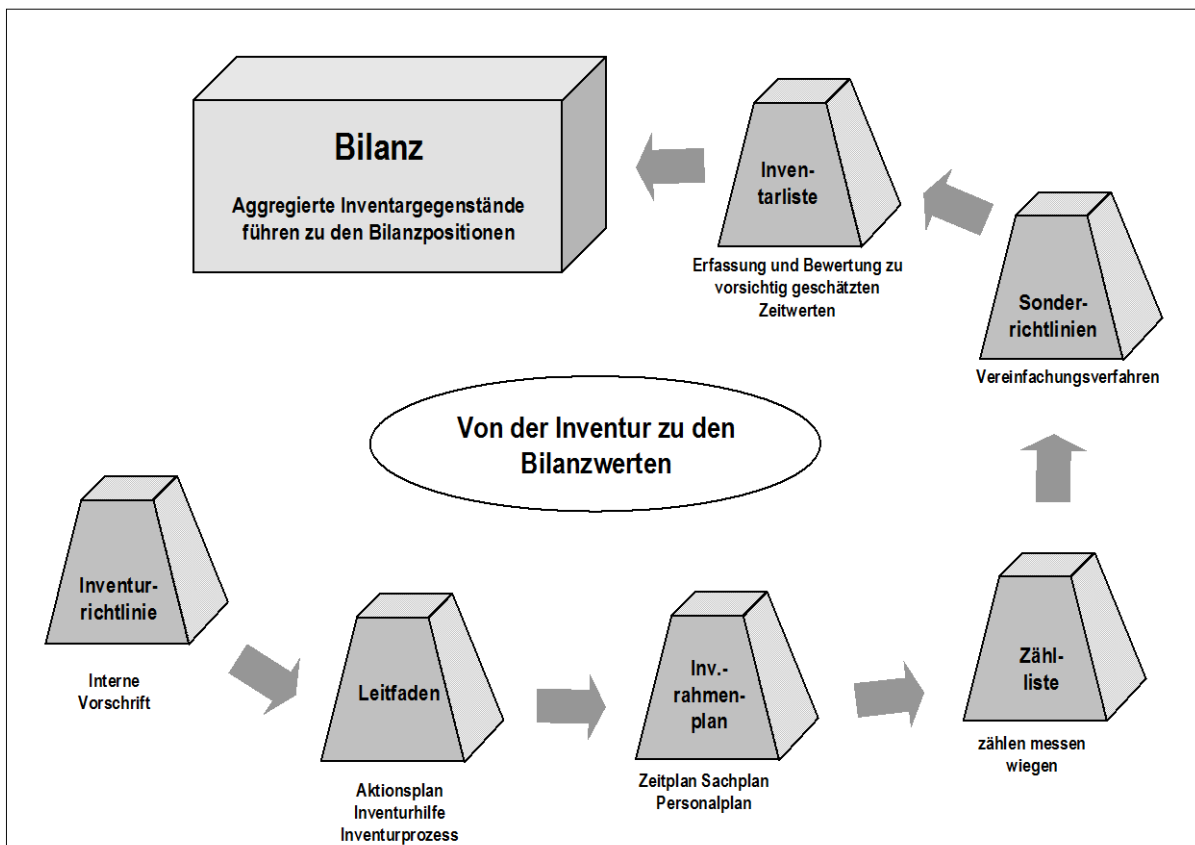 Bilanz
Aggregierte Inventargegenstände
führen zu den Bilanzpositionen
Inven-
tarliste
Erfassung und Bewertung zu
vorsichtig geschätzten
Zeitwerten
Sonder-
richtlinien
Vereinfachungsverfahren
Von der Inventur zu den
Bilanzwerten
Inventur-
richtlinie
Interne
Vorschrift
Leitfaden
Aktionsplan
Inventurhilfe
Inventurprozess
Inv.-
rahmen-
plan
Zeitplan Sachplan
Personalplan
Zähl-
liste
zählen messen
wiegen